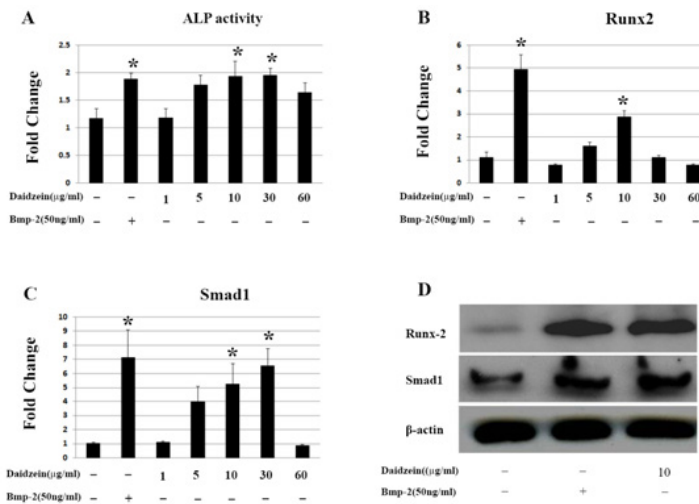 A
ALP activity
Fold Change
2.5
2
1.5
1
0.5
0
* * *
Daidzein(μg/ml) – – 1 5 10 30 60
Bmp-2(50ng/ml) – + – – – – –
B
Runx2
Fold Change
6
5
4
3
2
1
0
* *
Daidzein(μg/ml) – – 1 5 10 30 60
Bmp-2(50ng/ml) – + – – – – –
C
Smad1
Fold Change
10
9
8
7
6
5
4
3
2
1
0
* * *
Daidzein(μg/ml) – – 1 5 10 30 60
Bmp-2(50ng/ml) – + – – – – –
D
Runx-2
Smad1
β-actin
Daidzein((μg/ml) – – 10
Bmp-2(50ng/ml) – + –